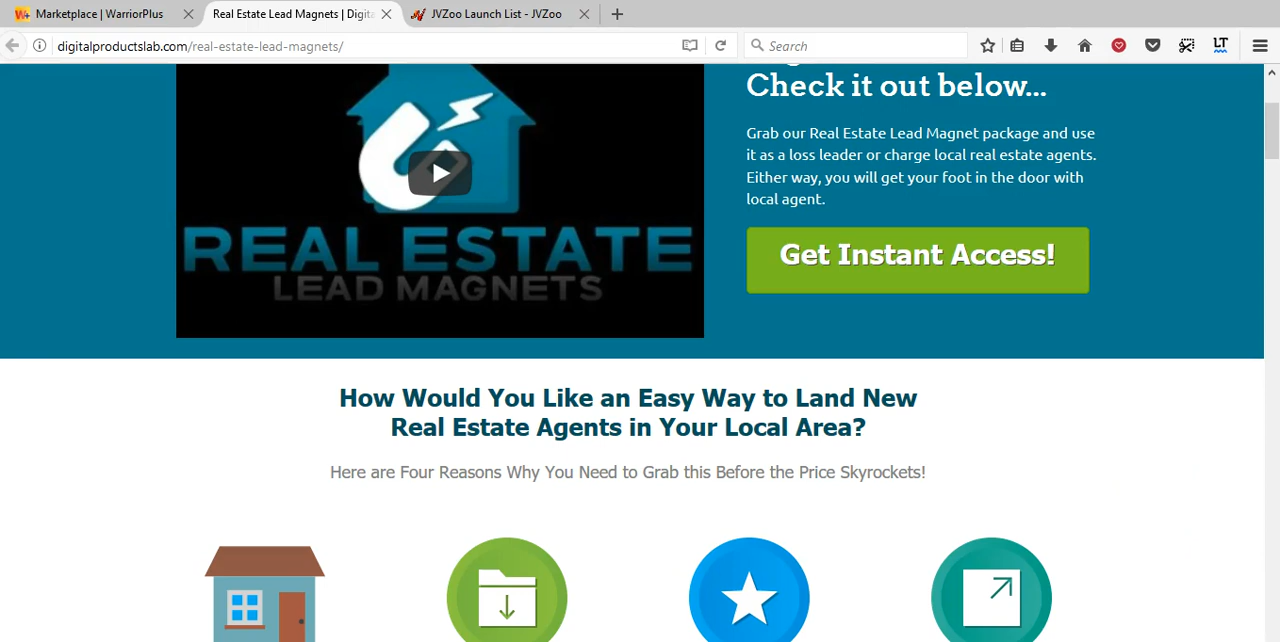 Marketplace | WarriorPlus
Real Estate Lead Magnets | Digita
JVZoo Launch List - JVZoo
digitalproductslab.com/real-estate-lead-magnets/
Search
LT
Check it out below...
Grab our Real Estate Lead Magnet package and use
it as a loss leader or charge local real estate agents.
Either way, you will get your foot in the door with
local agent.
REAL ESTATE
LEAD MAGNETS
Get Instant Access!
How Would You Like an Easy Way to Land New
Real Estate Agents in Your Local Area?
Here are Four Reasons Why You Need to Grab this Before the Price Skyrockets!